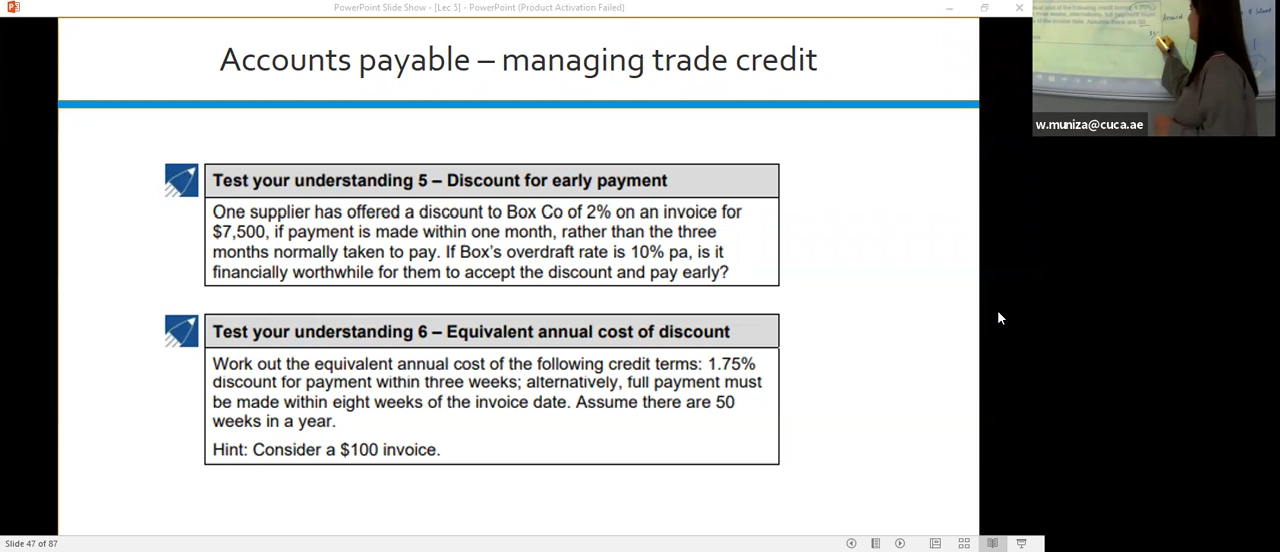 PowerPoint Slide Show - [Lec 5] - PowerPoint (Product Activation Failed)
Accounts payable – managing trade credit
Test your understanding 5 – Discount for early payment
One supplier has offered a discount to Box Co of 2% on an invoice for
$7,500, if payment is made within one month, rather than the three
months normally taken to pay. If Box's overdraft rate is 10% pa, is it
financially worthwhile for them to accept the discount and pay early?
Test your understanding 6 – Equivalent annual cost of discount
Work out the equivalent annual cost of the following credit terms: 1.75%
discount for payment within three weeks; alternatively, full payment must
be made within eight weeks of the invoice date. Assume there are 50
weeks in a year.
Hint: Consider a $100 invoice.
w.muniza@cuca.ae
Slide 47 of 87